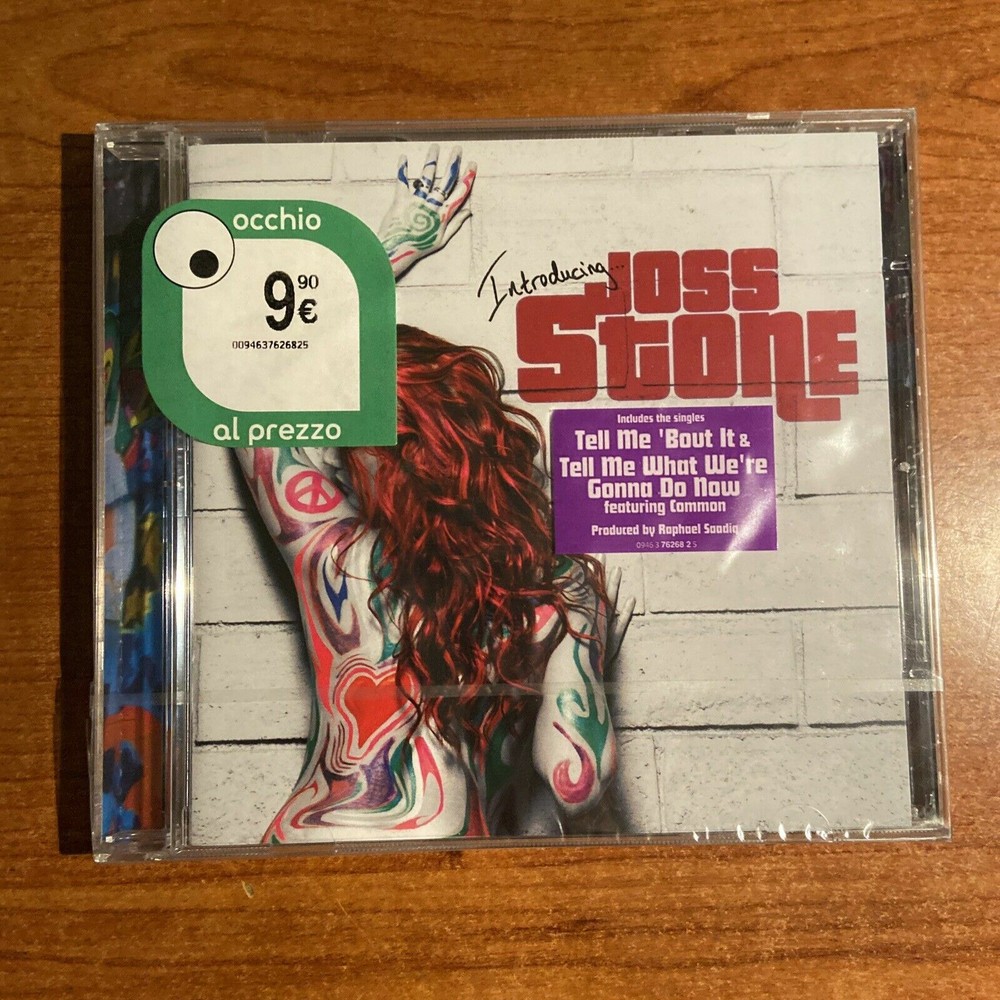 occhio
9 90
€
0094637626825
al prezzo
Introducing...
Joss
Stone
Includes the singles
Tell Me 'Bout It &
Tell Me What We're
Gonna Do Now
featuring Common
Produced by Raphael Saadiq
0946 3 76268 2 5